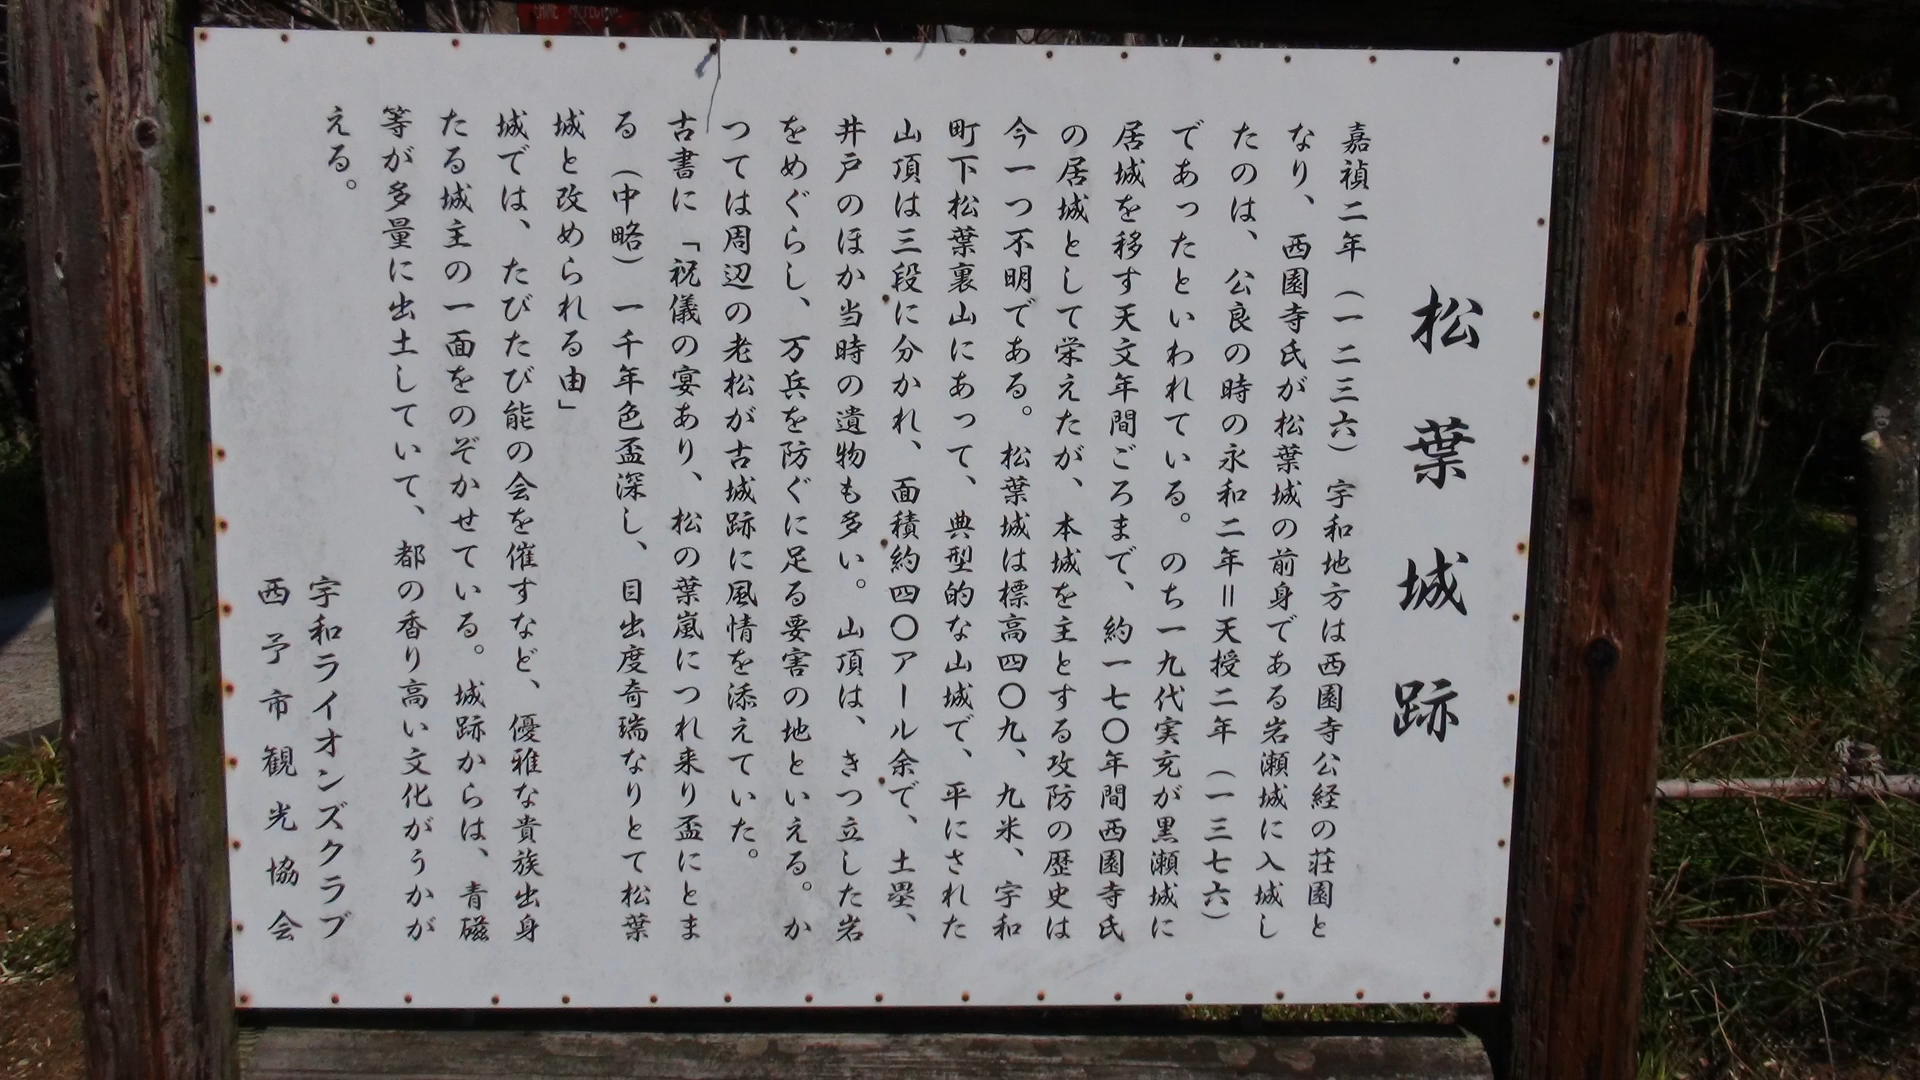 松葉城跡
嘉禎二年（一二三六）宇和地方は西園寺公経の荘園と
なり、西園寺氏が松葉城の前身である岩瀬城に入城し
たのは、公良の時の永和二年＝天授二年（一三七六）
であったといわれている。のち一九代実充が黒瀬城に
居城を移す天文年間ごろまで、約一七〇年間西園寺氏
の居城として栄えたが、本城を主とする攻防の歴史は
今一つ不明である。松葉城は標高四〇九、九米、宇和
町下松葉裏山にあって、典型的な山城で、平にされた
山頂は三段に分かれ、面積約四〇アール余で、土塁、
井戸のほか当時の遺物も多い。山頂は、きつ立した岩
をめぐらし、万兵を防ぐに足る要害の地といえる。か
つては周辺の老松が古城跡に風情を添えていた。
古書に「祝儀の宴あり、松の葉嵐につれ来り盃にとま
る（中略）一千年色盃深し、目出度奇瑞なりとて松葉
城と改められる由」
城では、たびたび能の会を催すなど、優雅な貴族出身
たる城主の一面をのぞかせている。城跡からは、青磁
等が多量に出土していて、都の香り高い文化がうかが
える。
宇和ライオンズクラブ
西予市観光協会